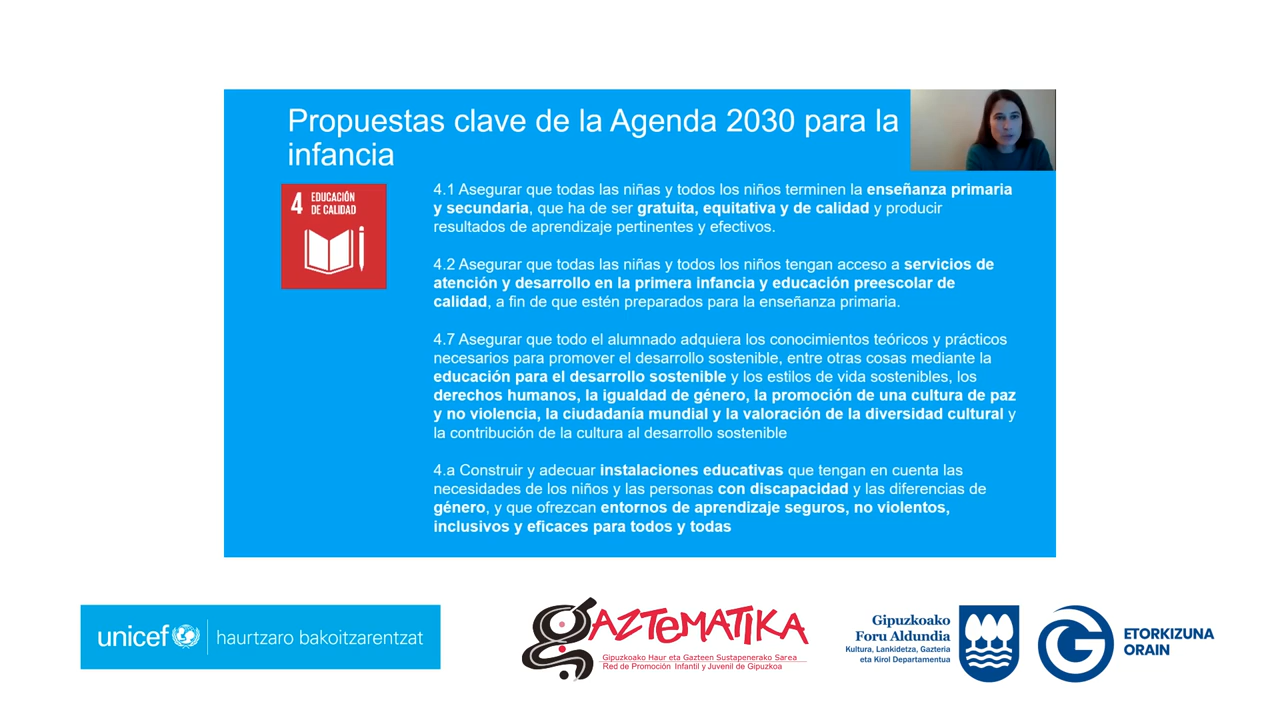 Propuestas clave de la Agenda 2030 para la
infancia
4 EDUCACIÓN
DE CALIDAD
4.1 Asegurar que todas las niñas y todos los niños terminen la enseñanza primaria
y secundaria, que ha de ser gratuita, equitativa y de calidad y producir
resultados de aprendizaje pertinentes y efectivos.
4.2 Asegurar que todas las niñas y todos los niños tengan acceso a servicios de
atención y desarrollo en la primera infancia y educación preescolar de
calidad, a fin de que estén preparados para la enseñanza primaria.
4.7 Asegurar que todo el alumnado adquiera los conocimientos teóricos y prácticos
necesarios para promover el desarrollo sostenible, entre otras cosas mediante la
educación para el desarrollo sostenible y los estilos de vida sostenibles, los
derechos humanos, la igualdad de género, la promoción de una cultura de paz
y no violencia, la ciudadanía mundial y la valoración de la diversidad cultural y
la contribución de la cultura al desarrollo sostenible
4.a Construir y adecuar instalaciones educativas que tengan en cuenta las
necesidades de los niños y las personas con discapacidad y las diferencias de
género, y que ofrezcan entornos de aprendizaje seguros, no violentos,
inclusivos y eficaces para todos y todas
unicef haurtzaro bakoitzarentzat
gAZTEMATIKA
Gipuzkoako Haur eta Gazteen Sustapenerako Sarea
Red de Promoción Infantil y Juvenil de Gipuzkoa
Gipuzkoako
Foru Aldundia
Kultura, Lankidetza, Gazteria
eta Kirol Departamentua
G ETORKIZUNA
ORAIN